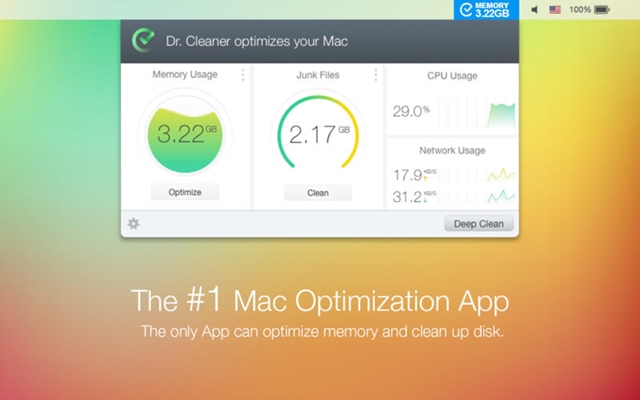 MEMORY
3.22GB
100%
Dr. Cleaner optimizes your Mac
Memory Usage
3.22 GB
Optimize
Junk Files
2.17 GB
Clean
CPU Usage
29.0%
Network Usage
17.9 KB/S
31.2 KB/S
Deep Clean
The #1 Mac Optimization App
The only App can optimize memory and clean up disk.